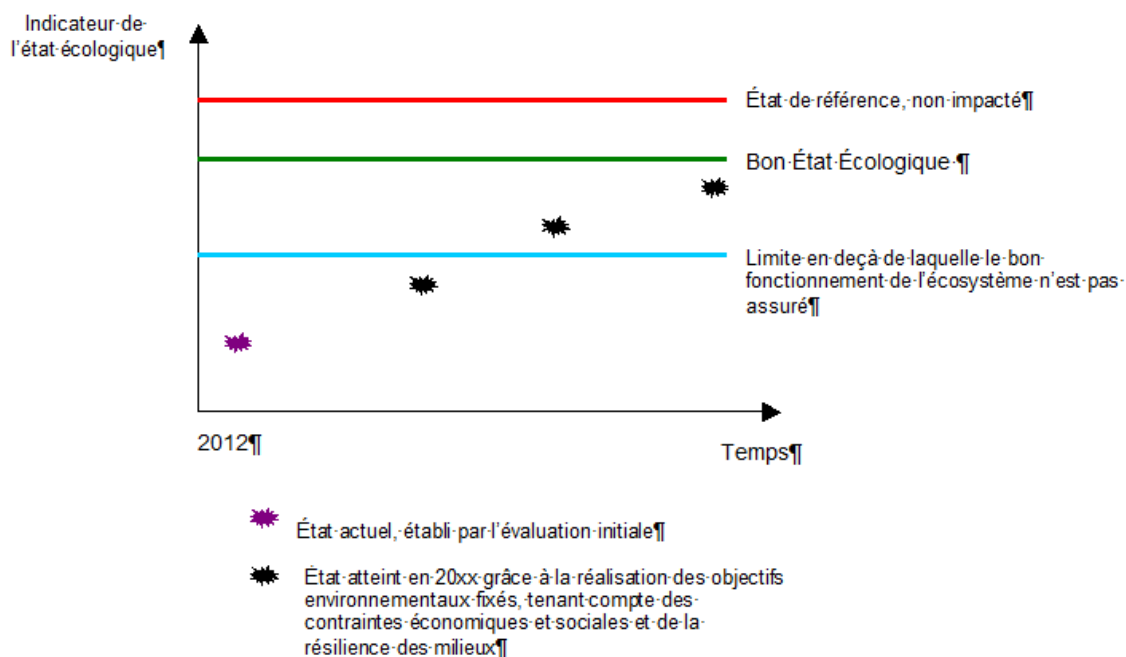 Indicateur de
l'état écologique¶
État de référence, non impacté¶
Bon État Écologique ¶
Limite en deçà de laquelle le bon
fonctionnement de l'écosystème n'est pas
assuré¶
2012¶
Temps¶
État actuel, établi par l'évaluation initiale¶
État atteint en 20xx grâce à la réalisation des objectifs
environnementaux fixés, tenant compte des
contraintes économiques et sociales et de la
résilience des milieux¶